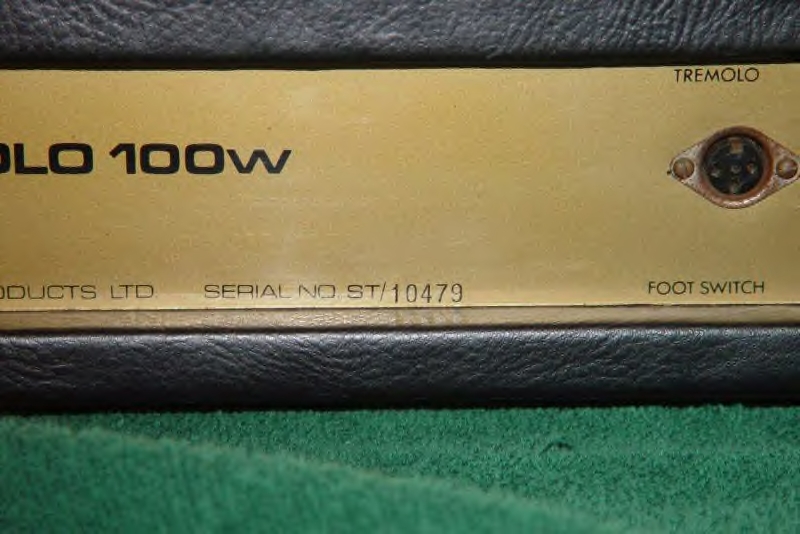 TREMOLO
OLO 100W
ODUCTS LTD SERIAL NO. ST/10479
FOOT SWITCH